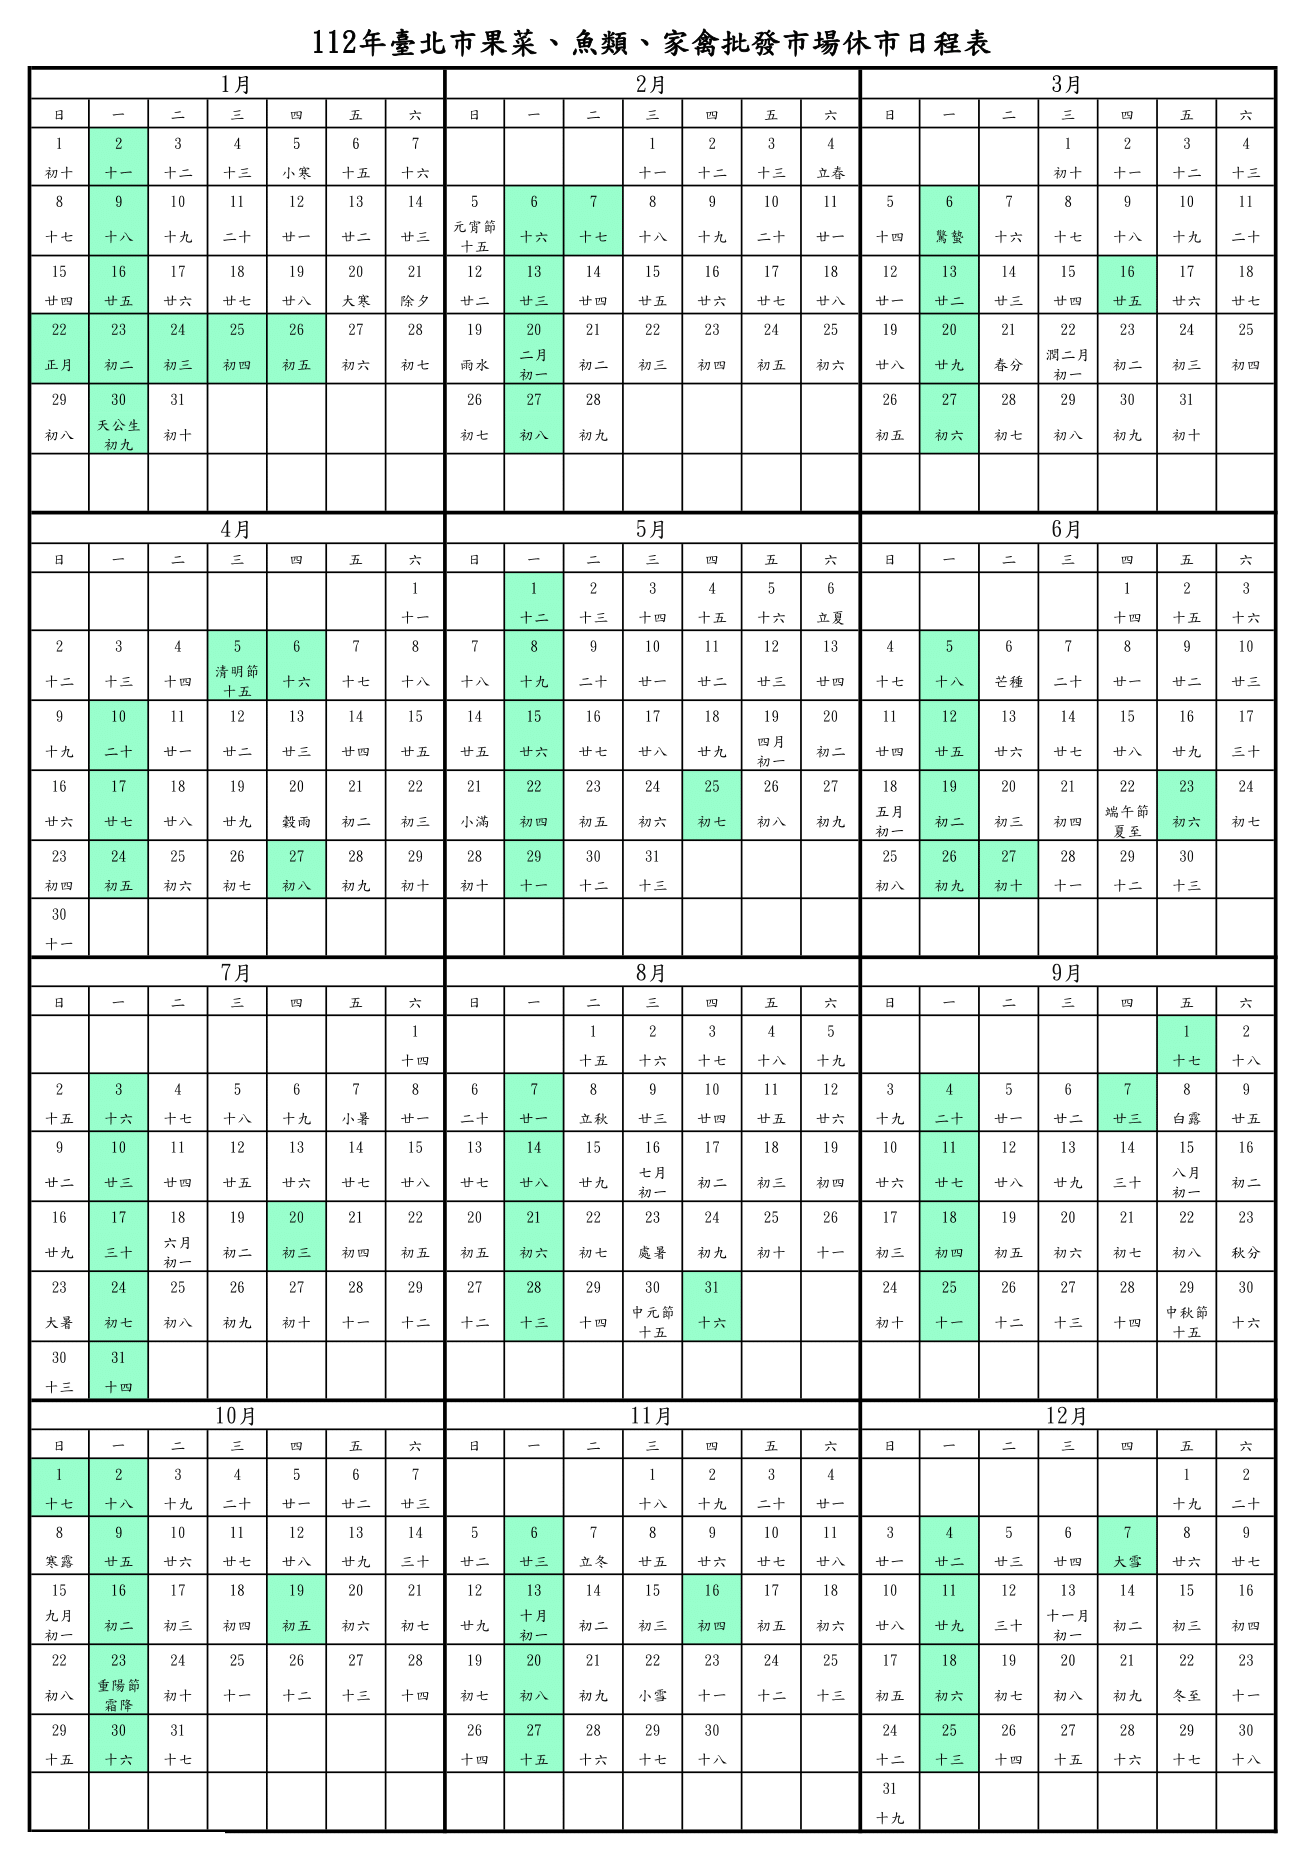 112年臺北市果菜、魚類、家禽批發市場休市日程表
1月 2月 3月
日 一 二 三 四 五 六 日 一 二 三 四 五 六 日 一 二 三 四 五 六
1 2 3 4 5 6 7 1 2 3 4 1 2 3 4
初十 十一 十二 十三 小寒 十五 十六 十一 十二 十三 立春 初十 十一 十二 十三
8 9 10 11 12 13 14 5 6 7 8 9 10 11 5 6 7 8 9 10 11
十七 十八 十九 二十 廿一 廿二 廿三 元宵節 十五 十六 十七 十八 十九 二十 廿一 十四 驚蟄 十六 十七 十八 十九 二十
15 16 17 18 19 20 21 12 13 14 15 16 17 18 12 13 14 15 16 17 18
廿四 廿五 廿六 廿七 廿八 大寒 除夕 廿二 廿三 廿四 廿五 廿六 廿七 廿八 廿一 廿二 廿三 廿四 廿五 廿六 廿七
22 23 24 25 26 27 28 19 20 21 22 23 24 25 19 20 21 22 23 24 25
正月 初二 初三 初四 初五 初六 初七 雨水 二月 初一 初二 初三 初四 初五 初六 廿八 廿九 春分 潤二月 初一 初二 初三 初四
29 30 31 26 27 28 26 27 28 29 30 31
初八 天公生 初九 初十 初七 初八 初九 初五 初六 初七 初八 初九 初十
4月 5月 6月
日 一 二 三 四 五 六 日 一 二 三 四 五 六 日 一 二 三 四 五 六
1 1 2 3 4 5 6 1 2 3
十一 十二 十三 十四 十五 十六 立夏 十四 十五 十六
2 3 4 5 6 7 8 7 8 9 10 11 12 13 4 5 6 7 8 9 10
十二 十三 十四 清明節 十五 十六 十七 十八 十八 十九 二十 廿一 廿二 廿三 廿四 十七 十八 芒種 二十 廿一 廿二 廿三
9 10 11 12 13 14 15 14 15 16 17 18 19 20 11 12 13 14 15 16 17
十九 二十 廿一 廿二 廿三 廿四 廿五 廿五 廿六 廿七 廿八 廿九 四月 初一 初二 廿四 廿五 廿六 廿七 廿八 廿九 三十
16 17 18 19 20 21 22 21 22 23 24 25 26 27 18 19 20 21 22 23 24
廿六 廿七 廿八 廿九 穀雨 初二 初三 小滿 初四 初五 初六 初七 初八 初九 五月 初一 初二 初三 初四 端午節 夏至 初六 初七
23 24 25 26 27 28 29 28 29 30 31 25 26 27 28 29 30
初四 初五 初六 初七 初八 初九 初十 初十 十一 十二 十三 初八 初九 初十 十一 十二 十三
30
十一
7月 8月 9月
日 一 二 三 四 五 六 日 一 二 三 四 五 六 日 一 二 三 四 五 六
1 1 2 3 4 5 1 2
十四 十五 十六 十七 十八 十九 十七 十八
2 3 4 5 6 7 8 6 7 8 9 10 11 12 3 4 5 6 7 8 9
十五 十六 十七 十八 十九 小暑 廿一 二十 廿一 立秋 廿三 廿四 廿五 廿六 十九 二十 廿一 廿二 廿三 白露 廿五
9 10 11 12 13 14 15 13 14 15 16 17 18 19 10 11 12 13 14 15 16
廿二 廿三 廿四 廿五 廿六 廿七 廿八 廿七 廿八 廿九 七月 初一 初二 初三 初四 廿六 廿七 廿八 廿九 三十 八月 初一 初二
16 17 18 19 20 21 22 20 21 22 23 24 25 26 17 18 19 20 21 22 23
廿九 三十 六月 初一 初二 初三 初四 初五 初五 初六 初七 處暑 初九 初十 十一 初三 初四 初五 初六 初七 初八 秋分
23 24 25 26 27 28 29 27 28 29 30 31 24 25 26 27 28 29 30
大暑 初七 初八 初九 初十 十一 十二 十二 十三 十四 中元節 十五 十六 初十 十一 十二 十三 十四 中秋節 十五 十六
30 31
十三 十四
10月 11月 12月
日 一 二 三 四 五 六 日 一 二 三 四 五 六 日 一 二 三 四 五 六
1 2 3 4 5 6 7 1 2 3 4 1 2
十七 十八 十九 二十 廿一 廿二 廿三 十八 十九 二十 廿一 十九 二十
8 9 10 11 12 13 14 5 6 7 8 9 10 11 3 4 5 6 7 8 9
寒露 廿五 廿六 廿七 廿八 廿九 三十 廿二 廿三 立冬 廿五 廿六 廿七 廿八 廿一 廿二 廿三 廿四 大雪 廿六 廿七
15 16 17 18 19 20 21 12 13 14 15 16 17 18 10 11 12 13 14 15 16
九月 初一 初二 初三 初四 初五 初六 初七 廿九 十月 初一 初二 初三 初四 初五 初六 廿八 廿九 三十 十一月 初一 初二 初三 初四
22 23 24 25 26 27 28 19 20 21 22 23 24 25 17 18 19 20 21 22 23
初八 重陽節 霜降 初十 十一 十二 十三 十四 初七 初八 初九 小雪 十一 十二 十三 初五 初六 初七 初八 初九 冬至 十一
29 30 31 26 27 28 29 30 24 25 26 27 28 29 30
十五 十六 十七 十四 十五 十六 十七 十八 十二 十三 十四 十五 十六 十七 十八
31
十九